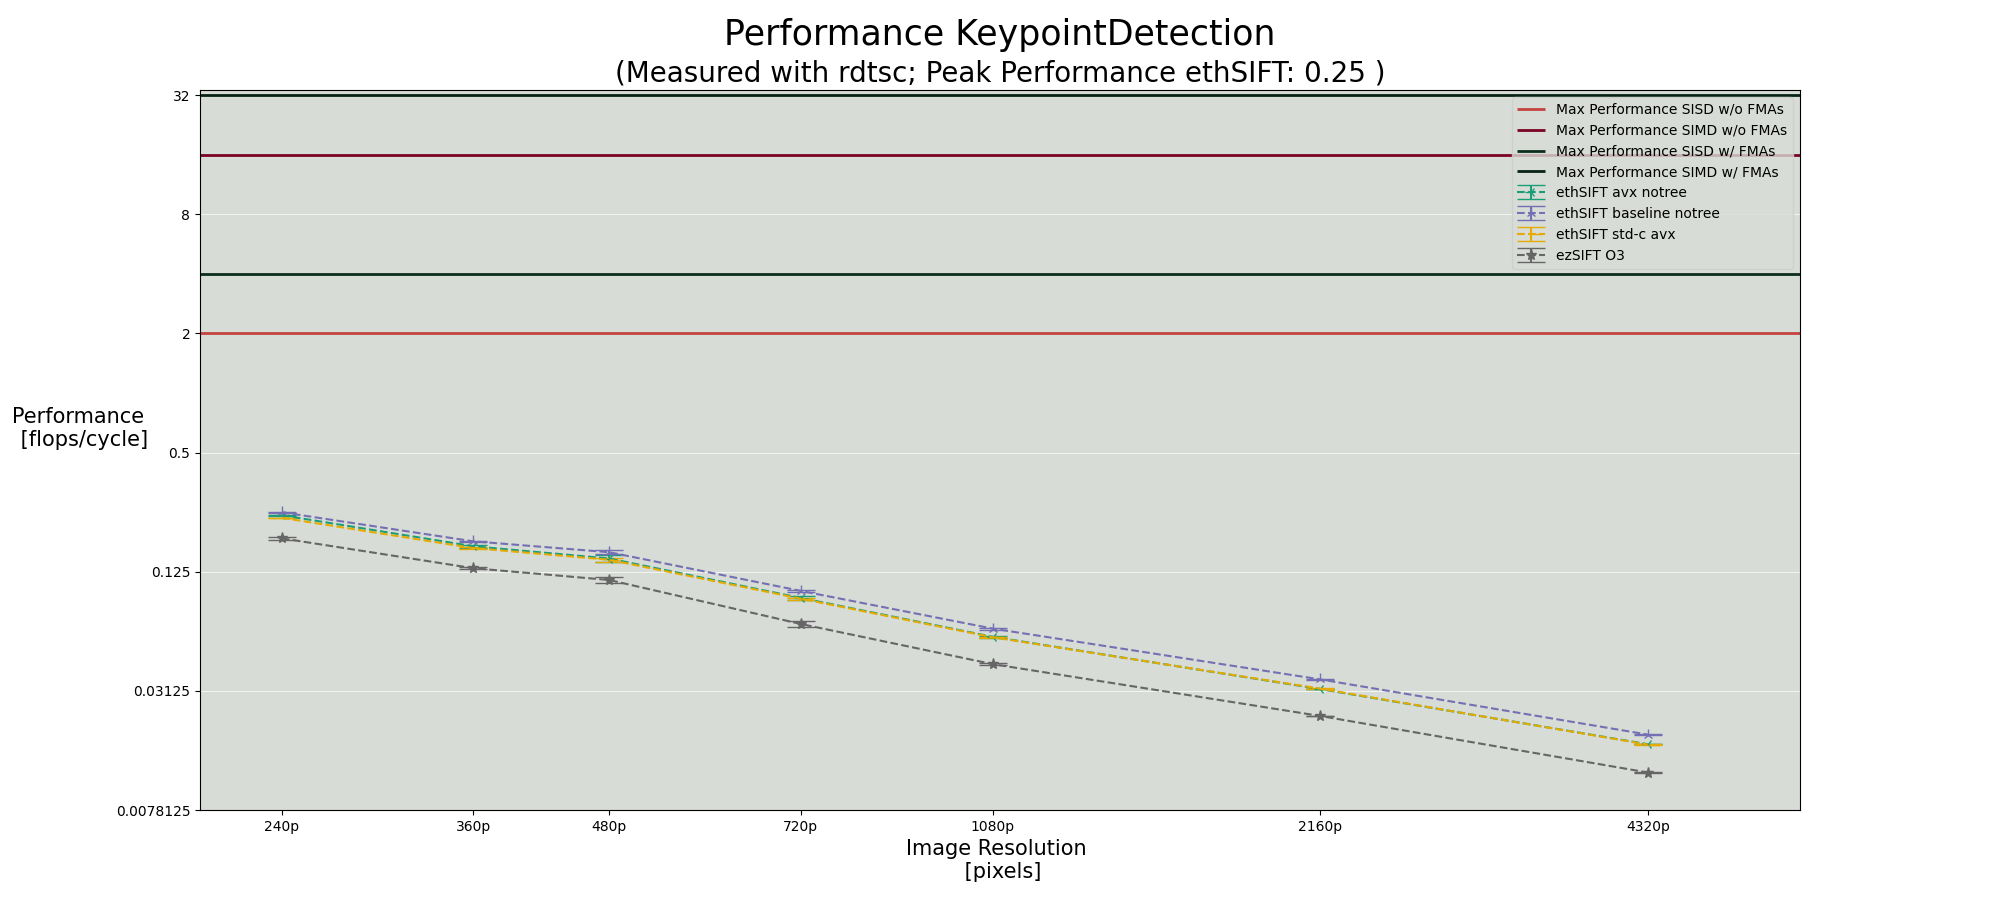 Performance KeypointDetection
(Measured with rdtsc; Peak Performance ethSIFT: 0.25 )
32
8
2
0.5
0.125
0.03125
0.0078125
Performance
[flops/cycle]
Max Performance SISD w/o FMAs
Max Performance SIMD w/o FMAs
Max Performance SISD w/ FMAs
Max Performance SIMD w/ FMAs
ethSIFT avx notree
ethSIFT baseline notree
ethSIFT std-c avx
ezSIFT O3
240p 360p 480p 720p 1080p 2160p 4320p
Image Resolution
[pixels]